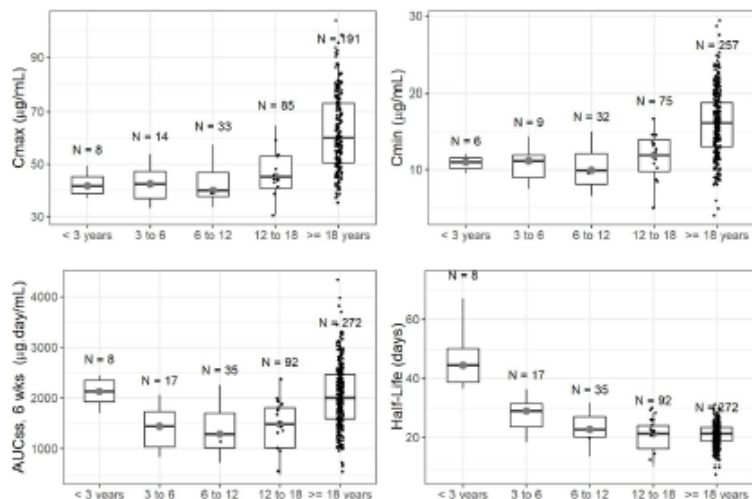 Cmax (µg/mL)
90
70
50
30
N = 8
N = 14
N = 33
N = 85
N = 191
< 3 years
3 to 6
6 to 12
12 to 18
>= 18 years
Cmin (µg/mL)
30
20
10
N = 6
N = 9
N = 32
N = 75
N = 257
< 3 years
3 to 6
6 to 12
12 to 18
>= 18 years
AUCss, 6 wks (µg.day/mL)
4000
3000
2000
1000
N = 8
N = 17
N = 35
N = 92
N = 272
< 3 years
3 to 6
6 to 12
12 to 18
>= 18 years
Half-Life (days)
60
40
20
N = 8
N = 17
N = 35
N = 92
N = 272
< 3 years
3 to 6
6 to 12
12 to 18
>= 18 years